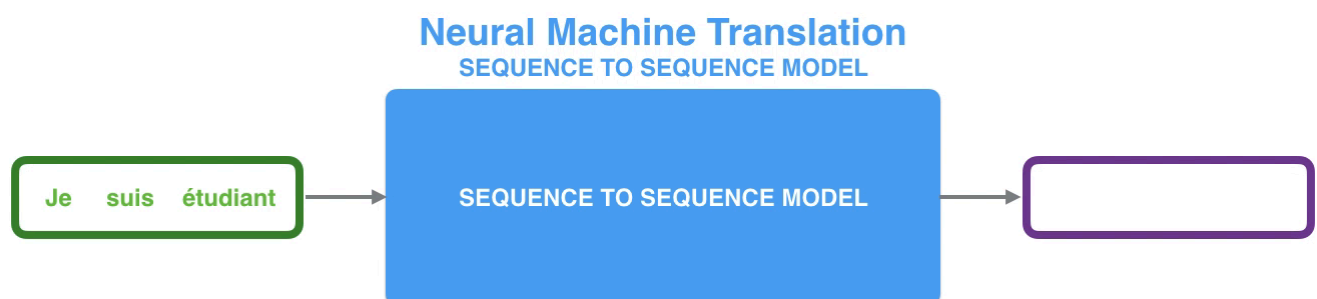 Neural Machine Translation
SEQUENCE TO SEQUENCE MODEL
Je suis étudiant
SEQUENCE TO SEQUENCE MODEL